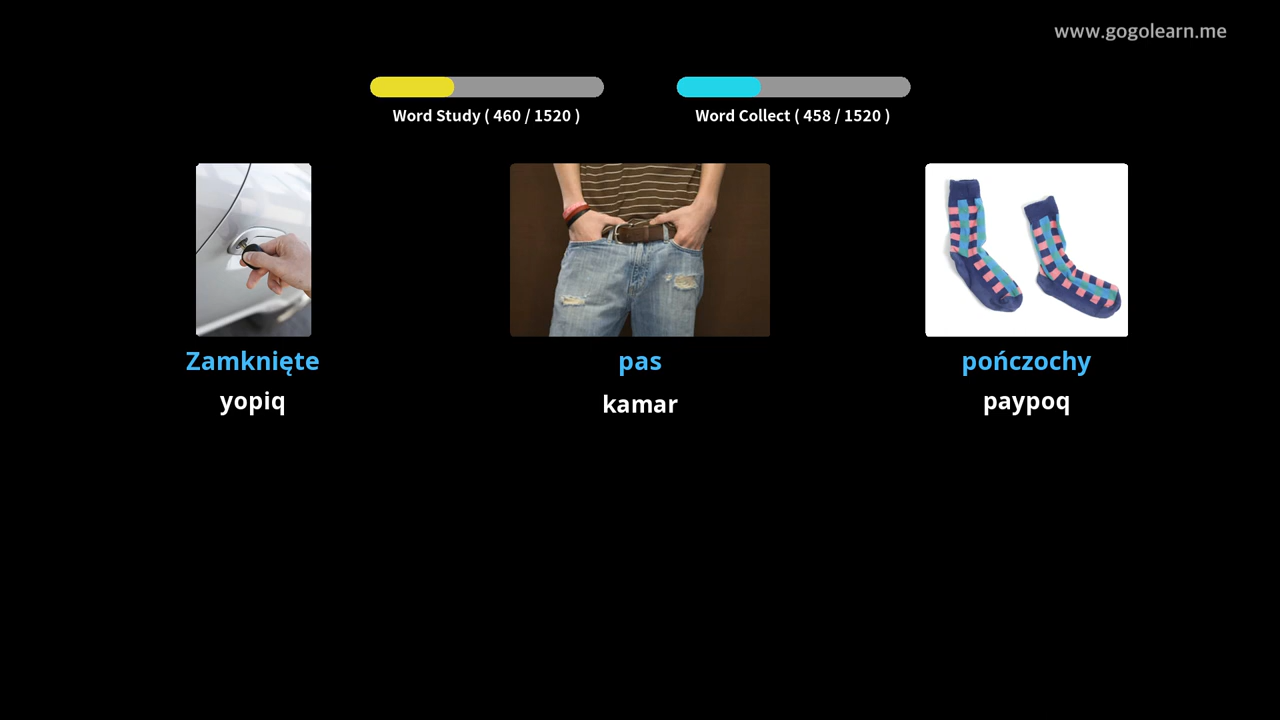 www.gogolearn.me
Word Study ( 460 / 1520 )
Word Collect ( 458 / 1520 )
Zamknięte
pas
pończochy
yopiq
kamar
paypoq